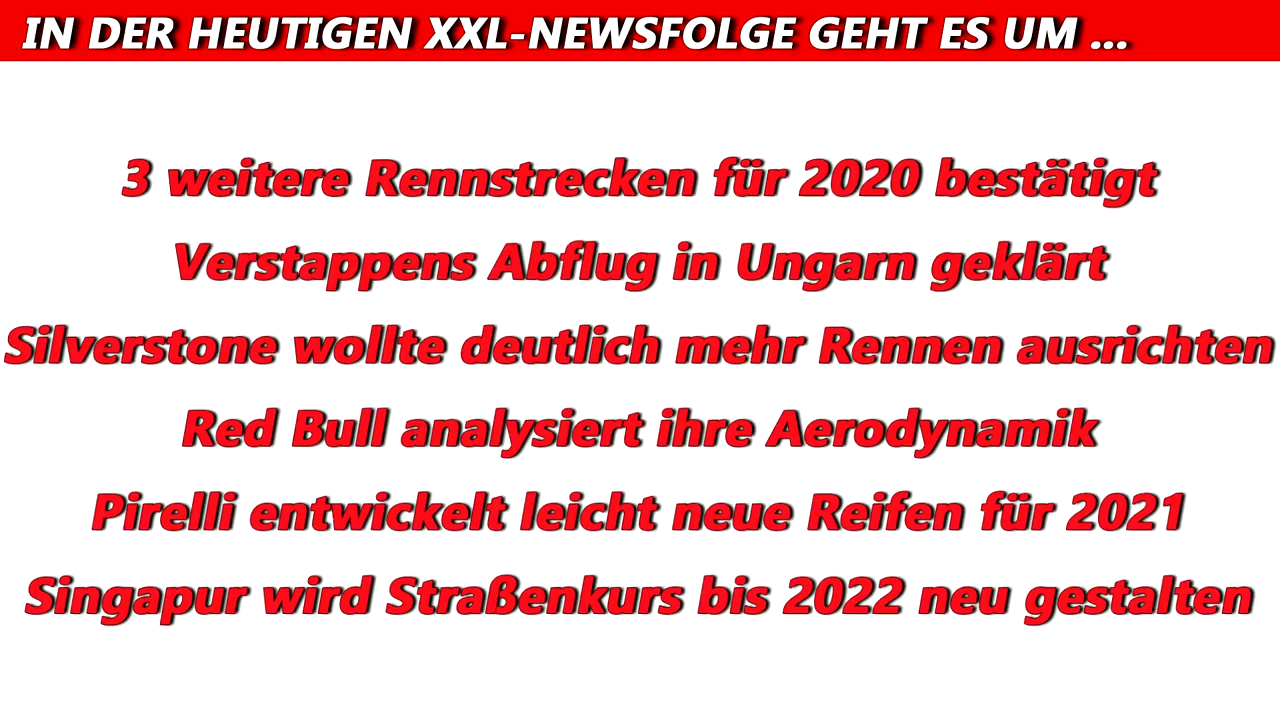 IN DER HEUTIGEN XXL-NEWSFOLGE GEHT ES UM ...
3 weitere Rennstrecken für 2020 bestätigt
Verstappens Abflug in Ungarn geklärt
Silverstone wollte deutlich mehr Rennen ausrichten
Red Bull analysiert ihre Aerodynamik
Pirelli entwickelt leicht neue Reifen für 2021
Singapur wird Straßenkurs bis 2022 neu gestalten